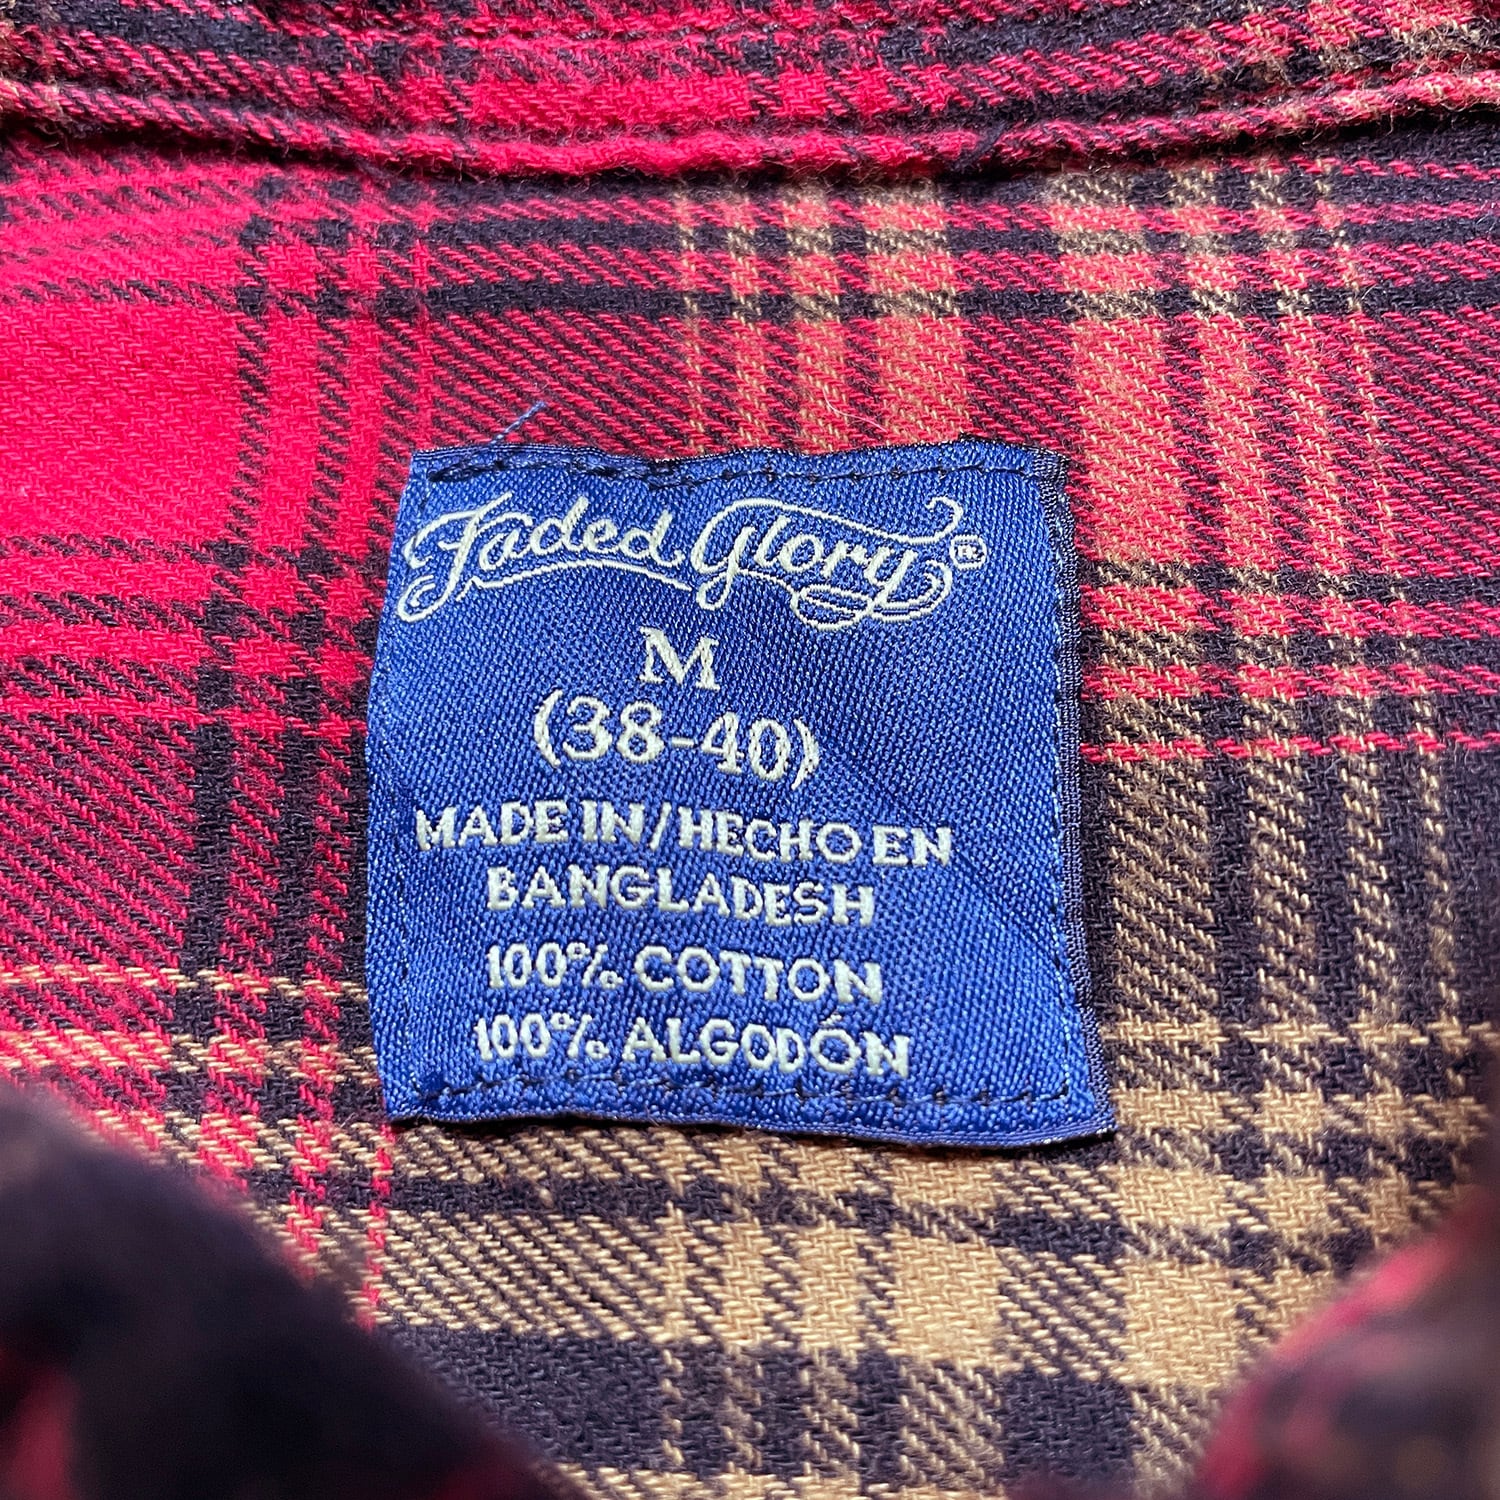 Faded Glory®
M
(38-40)
MADE IN/HECHO EN
BANGLADESH
100% COTTON
100% ALGODÓN